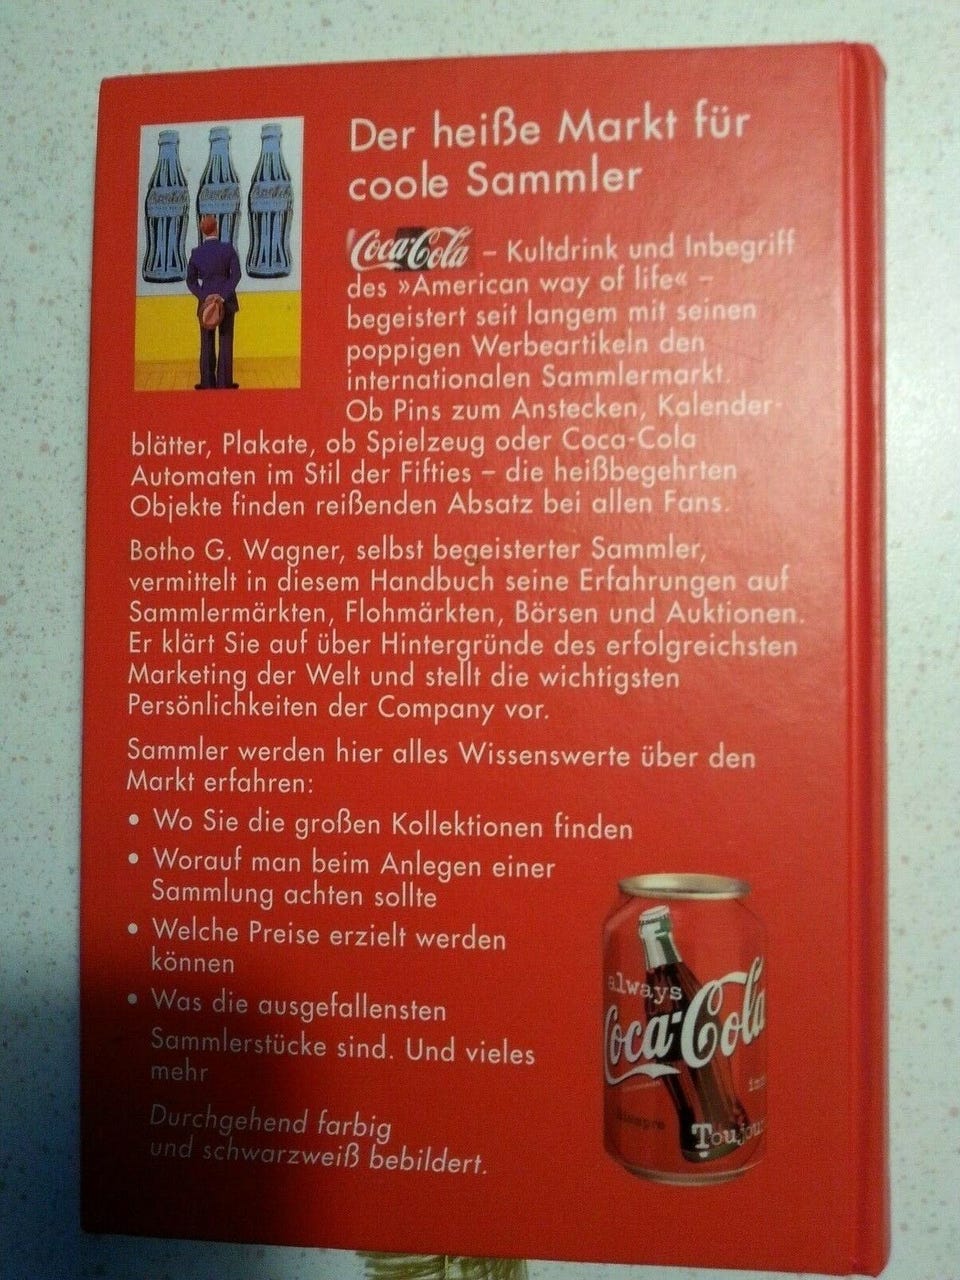 Der heiße Markt für
coole Sammler
Coca-Cola – Kultdrink und Inbegriff
des »American way of life« –
begeistert seit langem mit seinen
poppigen Werbeartikeln den
internationalen Sammlermarkt.
Ob Pins zum Anstecken, Kalender-
blätter, Plakate, ob Spielzeug oder Coca-Cola
Automaten im Stil der Fifties – die heißbegehrten
Objekte finden reißenden Absatz bei allen Fans.
Botho G. Wagner, selbst begeisterter Sammler,
vermittelt in diesem Handbuch seine Erfahrungen auf
Sammlermärkten, Flohmärkten, Börsen und Auktionen.
Er klärt Sie auf über Hintergründe des erfolgreichsten
Marketing der Welt und stellt die wichtigsten
Persönlichkeiten der Company vor.
Sammler werden hier alles Wissenswerte über den
Markt erfahren:
• Wo Sie die großen Kollektionen finden
• Worauf man beim Anlegen einer
Sammlung achten sollte
• Welche Preise erzielt werden
können
• Was die ausgefallensten
Sammlerstücke sind. Und vieles
mehr
Durchgehend farbig
und schwarzweiß bebildert.
always
Coca-Cola